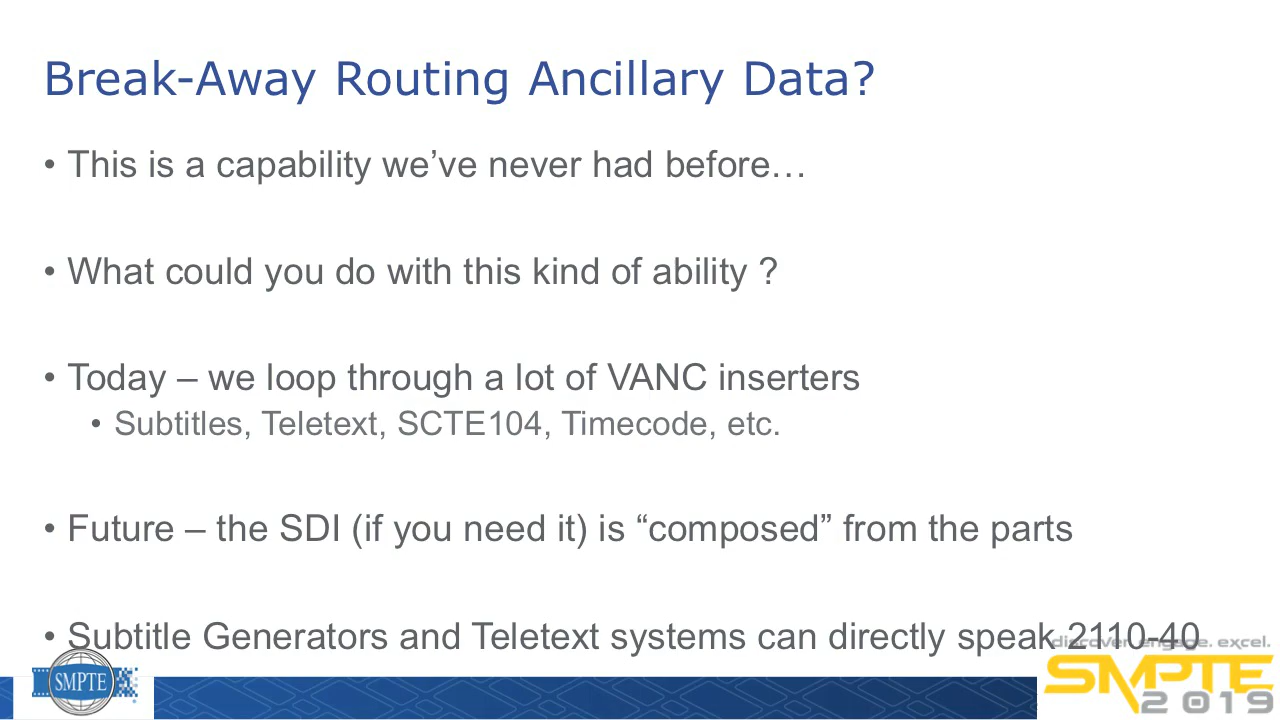 Break-Away Routing Ancillary Data?
• This is a capability we’ve never had before…
• What could you do with this kind of ability ?
• Today – we loop through a lot of VANC inserters
• Subtitles, Teletext, SCTE104, Timecode, etc.
• Future – the SDI (if you need it) is “composed” from the parts
• Subtitle Generators and Teletext systems can directly speak 2110-40
discover. engage. excel.
SMPTE
SMPTE
2019